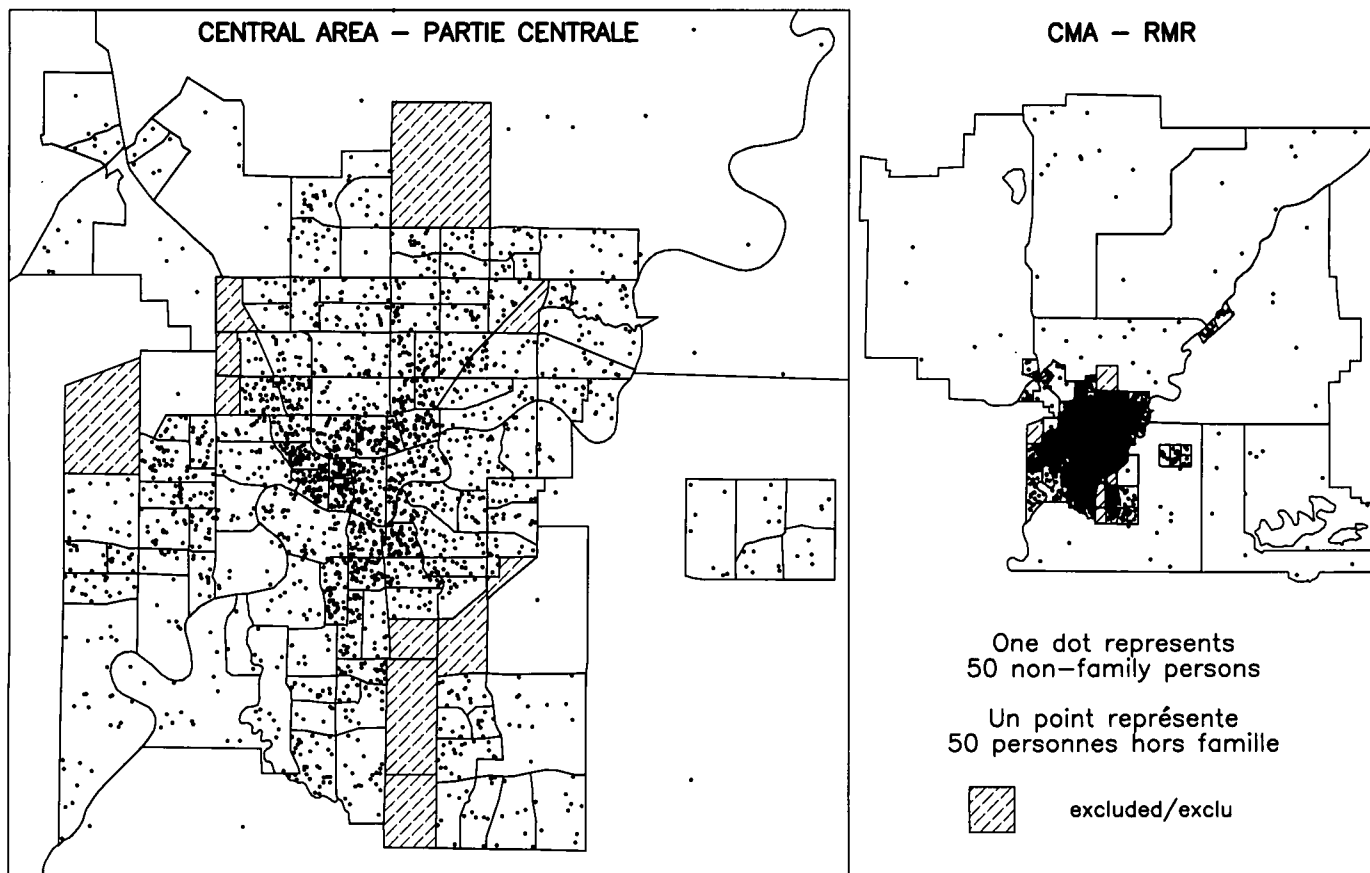 CENTRAL AREA – PARTIE CENTRALE
CMA – RMR
One dot represents
50 non-family persons
Un point représente
50 personnes hors famille
excluded/exclu